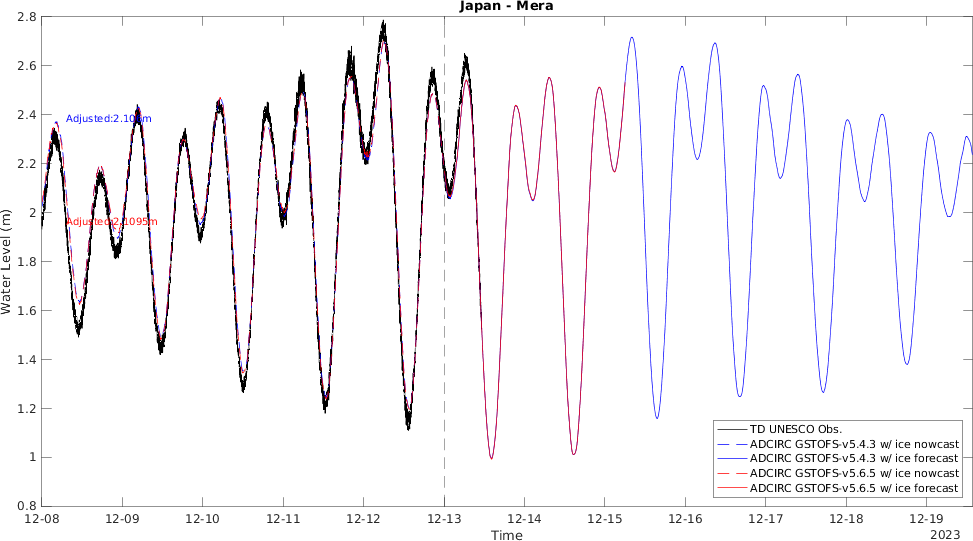 Japan - Mera
Water Level (m)
2.8
2.6
2.4
2.2
2
1.8
1.6
1.4
1.2
1
0.8
Adjusted:2.109m
Adjusted:2.1095m
TD UNESCO Obs.
ADCIRC GSTOFS-v5.4.3 w/ ice nowcast
ADCIRC GSTOFS-v5.4.3 w/ ice forecast
ADCIRC GSTOFS-v5.6.5 w/ ice nowcast
ADCIRC GSTOFS-v5.6.5 w/ ice forecast
12-08 12-09 12-10 12-11 12-12 12-13 12-14 12-15 12-16 12-17 12-18 12-19
Time
2023